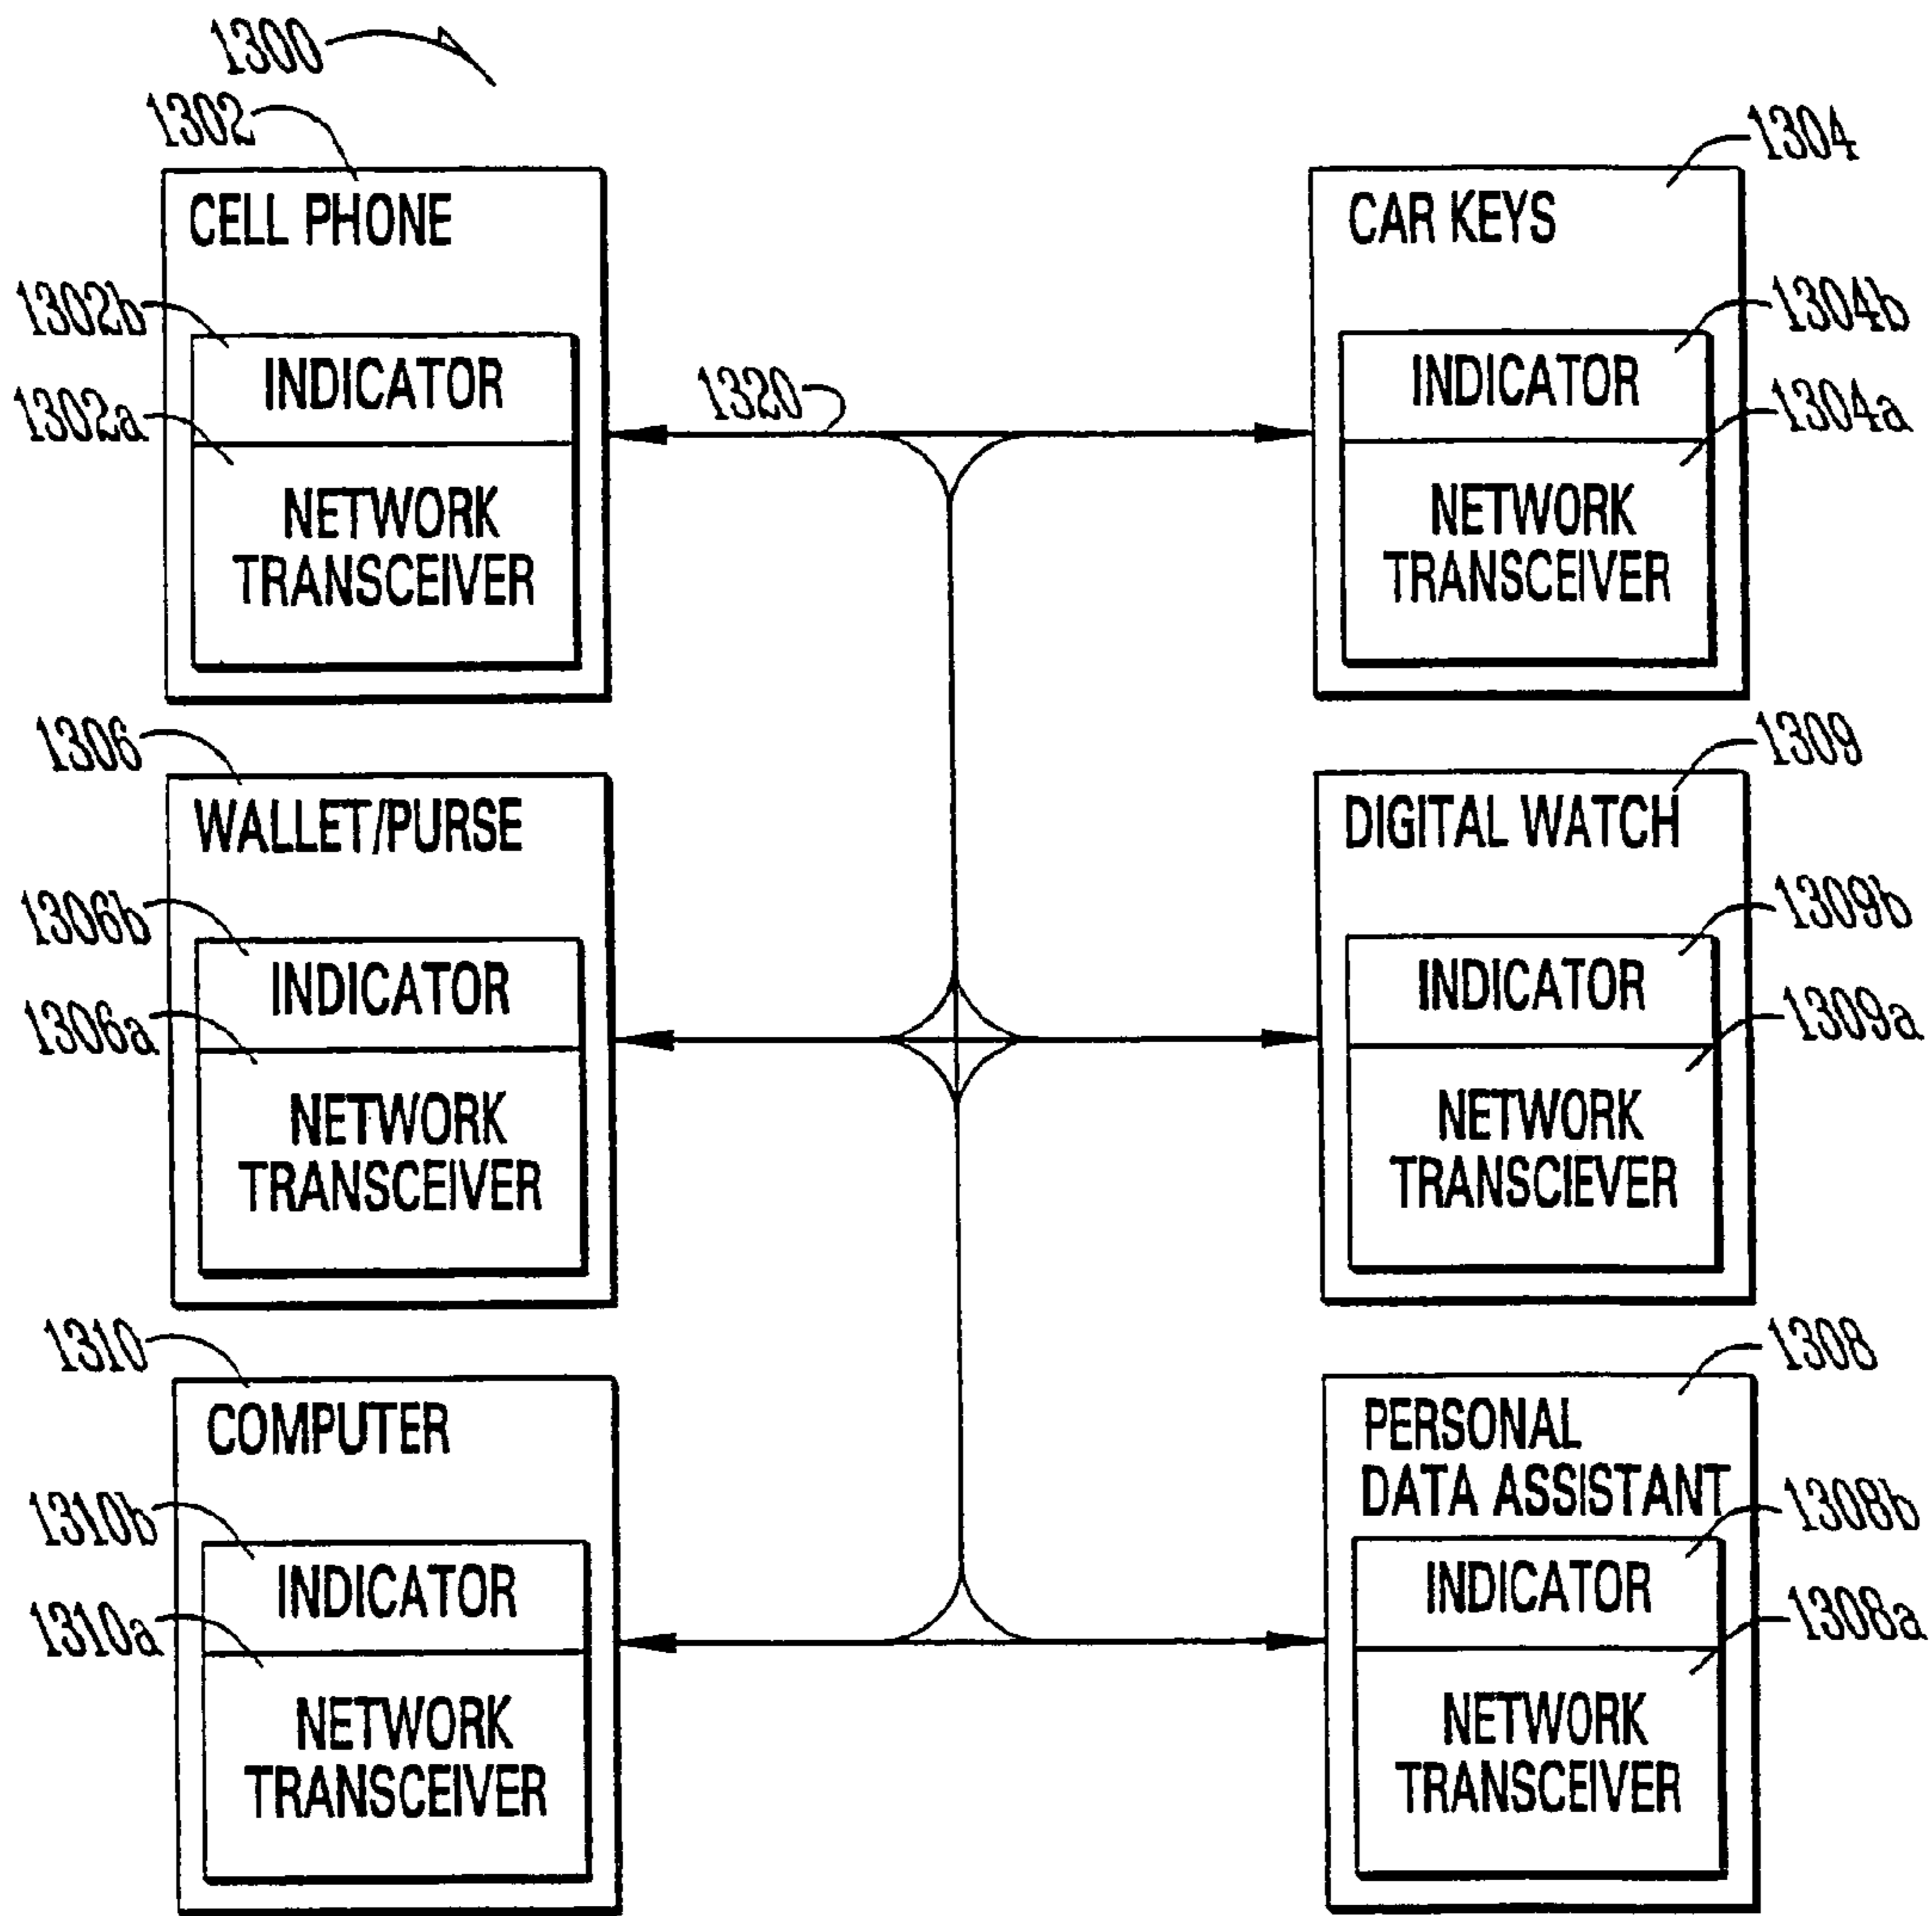 1300
1302
CELL PHONE
1302b
INDICATOR
1302a
NETWORK
TRANSCEIVER
1320
1304
CAR KEYS
1304b
INDICATOR
1304a
NETWORK
TRANSCEIVER
1306
WALLET/PURSE
1306b
INDICATOR
1306a
NETWORK
TRANSCEIVER
1309
DIGITAL WATCH
1309b
INDICATOR
1309a
NETWORK
TRANSCIEVER
1310
COMPUTER
1310b
INDICATOR
1310a
NETWORK
TRANSCEIVER
1308
PERSONAL
DATA ASSISTANT
1308b
INDICATOR
1308a
NETWORK
TRANSCEIVER